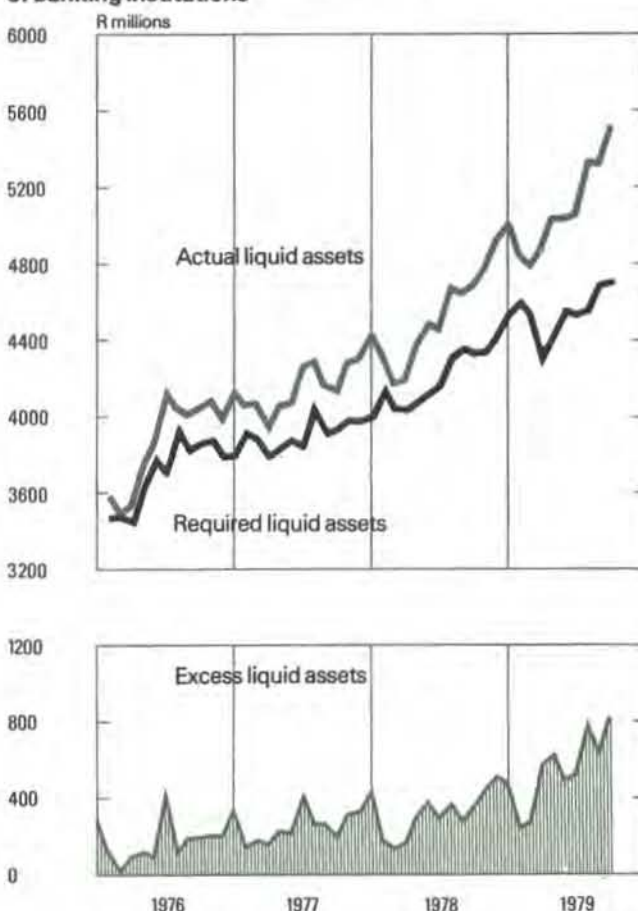 R millions
6000
5600
5200
4800
4400
4000
3600
3200
Actual liquid assets
Required liquid assets
1200
800
400
0
Excess liquid assets
1976 1977 1978 1979